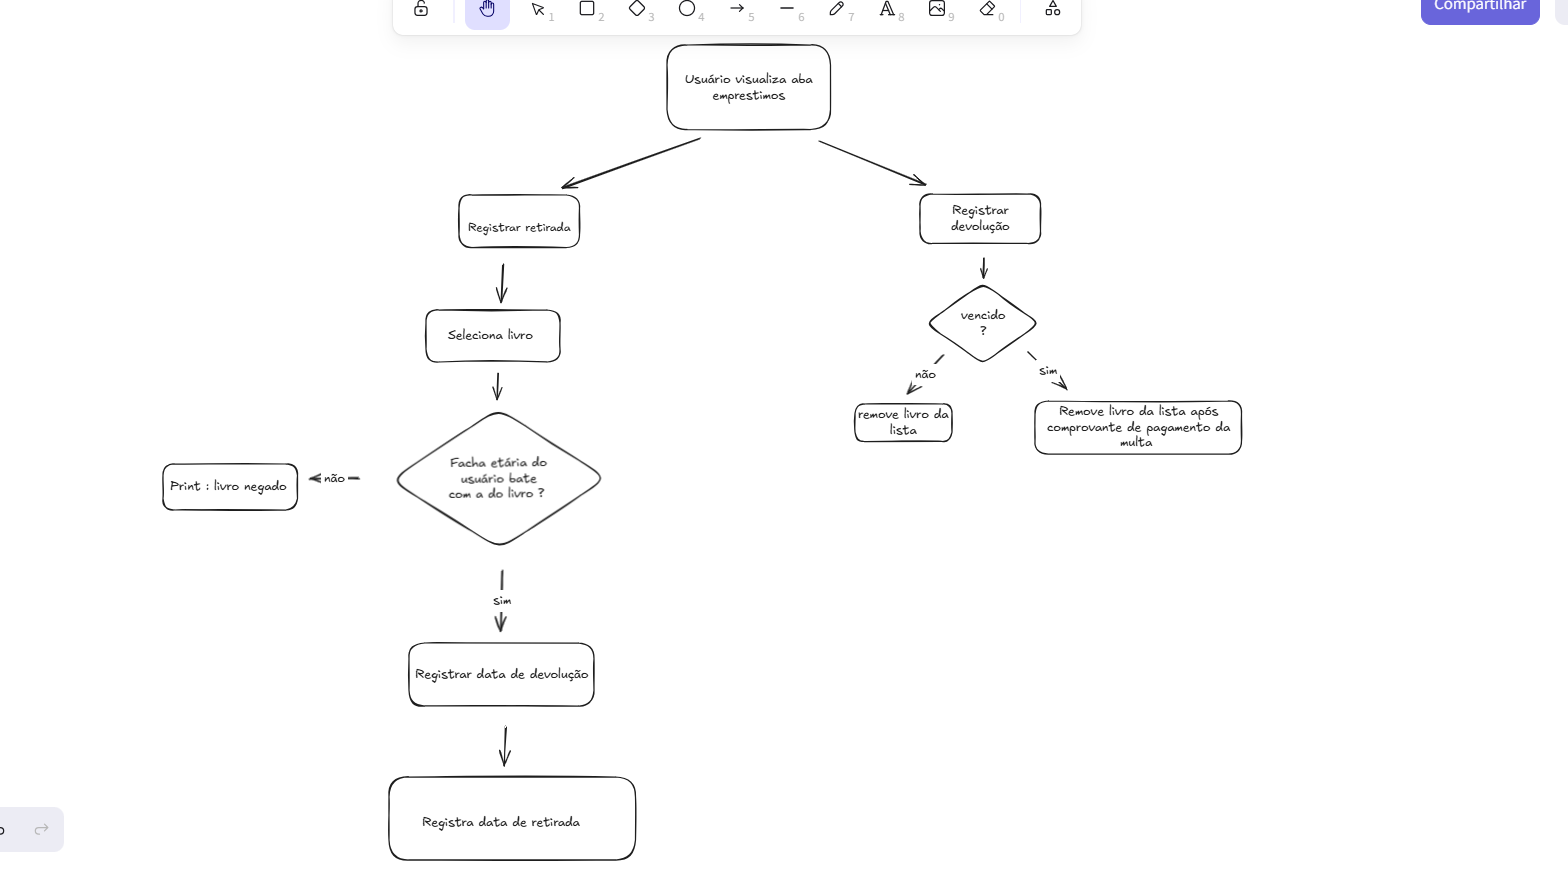 1
2
3
4
5
6
7
8
9
0
Compartilhar
Usuário visualiza aba
emprestimos
Registrar retirada
Registrar
devolução
Seleciona livro
vencido
?
não
sim
remove livro da
lista
Remove livro da lista após
comprovante de pagamento da
multa
Facha etária do
usuário bate
com a do livro ?
não
Print : livro negado
sim
Registrar data de devolução
Registra data de retirada